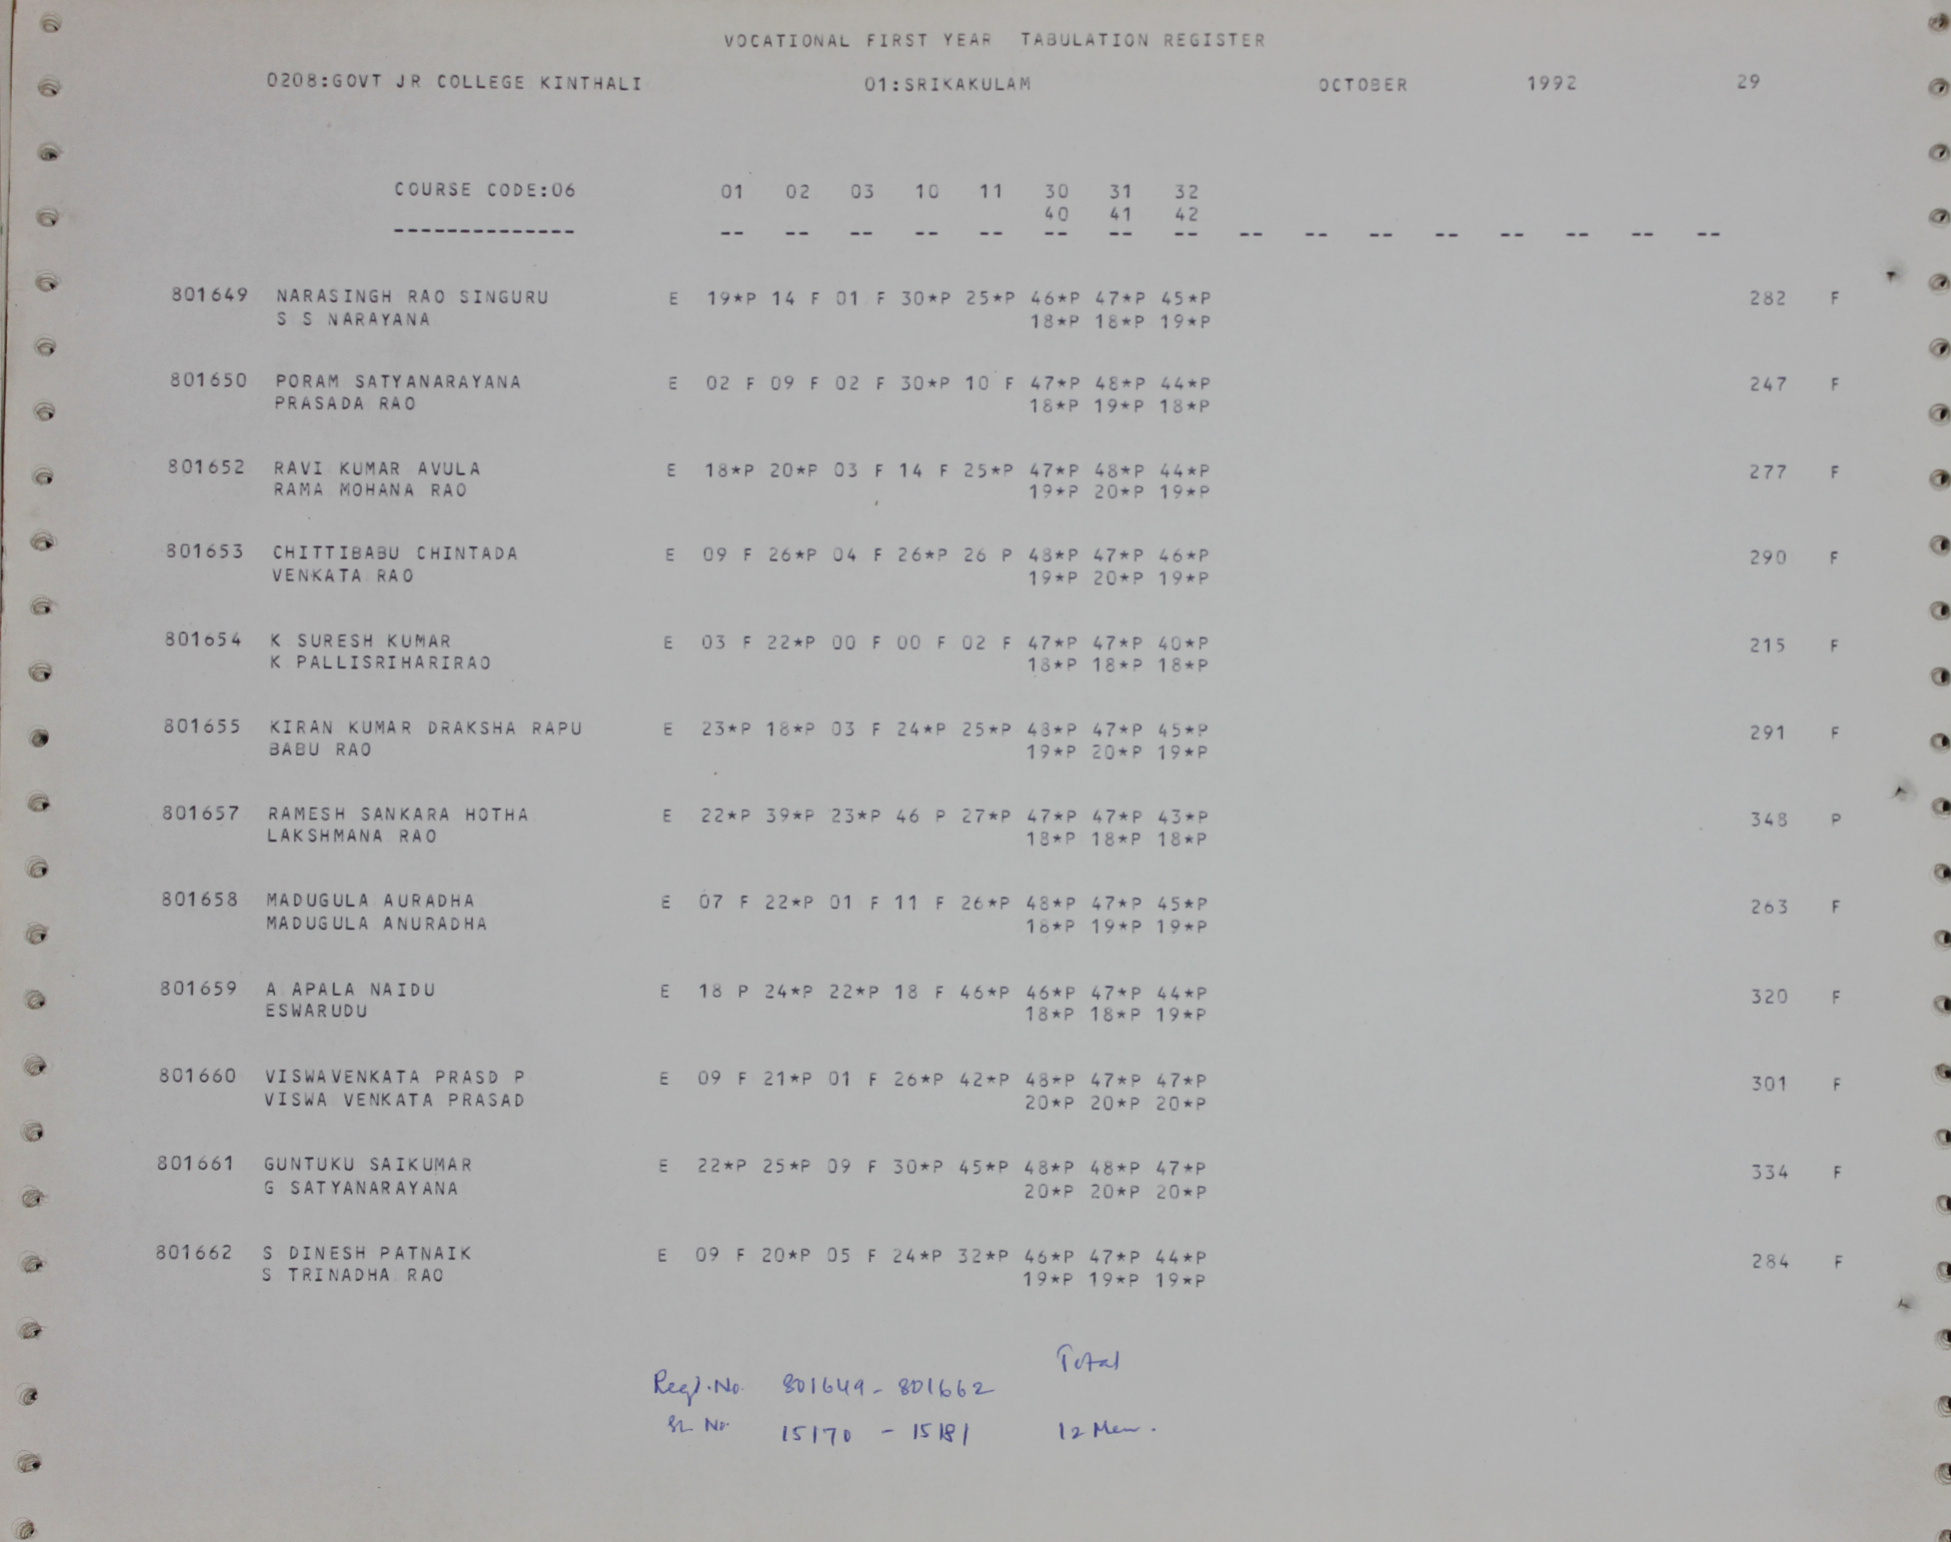 VOCATIONAL FIRST YEAR TABULATION REGISTER
0208:GOVT JR COLLEGE KINTHALI 01:SRIKAKULAM OCTOBER 1992 29
COURSE CODE:06 01 02 03 10 11 30 31 32
40 41 42
-------------- -- -- -- -- -- -- -- -- -- -- -- -- -- -- -- --
801649 NARASINGH RAO SINGURU E 19*P 14 F 01 F 30*P 25*P 46*P 47*P 45*P 282 F
S S NARAYANA 18*P 18*P 19*P
801650 PORAM SATYANARAYANA E 02 F 09 F 02 F 30*P 10 F 47*P 48*P 44*P 247 F
PRASADA RAO 18*P 19*P 18*P
801652 RAVI KUMAR AVULA E 18*P 20*P 03 F 14 F 25*P 47*P 48*P 44*P 277 F
RAMA MOHANA RAO 19*P 20*P 19*P
801653 CHITTIBABU CHINTADA E 09 F 26*P 04 F 26*P 26 P 48*P 47*P 46*P 290 F
VENKATA RAO 19*P 20*P 19*P
801654 K SURESH KUMAR E 03 F 22*P 00 F 00 F 02 F 47*P 47*P 40*P 215 F
K PALLISRIHARIRAO 18*P 18*P 18*P
801655 KIRAN KUMAR DRAKSHA RAPU E 23*P 18*P 03 F 24*P 25*P 48*P 47*P 45*P 291 F
BABU RAO 19*P 20*P 19*P
801657 RAMESH SANKARA HOTHA E 22*P 39*P 23*P 46 P 27*P 47*P 47*P 43*P 348 P
LAKSHMANA RAO 18*P 18*P 18*P
801658 MADUGULA AURADHA E 07 F 22*P 01 F 11 F 26*P 48*P 47*P 45*P 263 F
MADUGULA ANURADHA 18*P 19*P 19*P
801659 A APALA NAIDU E 18 P 24*P 22*P 18 F 46*P 46*P 47*P 44*P 320 F
ESWARUDU 18*P 18*P 19*P
801660 VISWAVENKATA PRASD P E 09 F 21*P 01 F 26*P 42*P 48*P 47*P 47*P 301 F
VISWA VENKATA PRASAD 20*P 20*P 20*P
801661 GUNTUKU SAIKUMAR E 22*P 25*P 09 F 30*P 45*P 48*P 48*P 47*P 334 F
G SATYANARAYANA 20*P 20*P 20*P
801662 S DINESH PATNAIK E 09 F 20*P 05 F 24*P 32*P 46*P 47*P 44*P 284 F
S TRINADHA RAO 19*P 19*P 19*P
Total
Regd.No. 801649 - 801662
SL No 15170 - 15181 12 Mem.